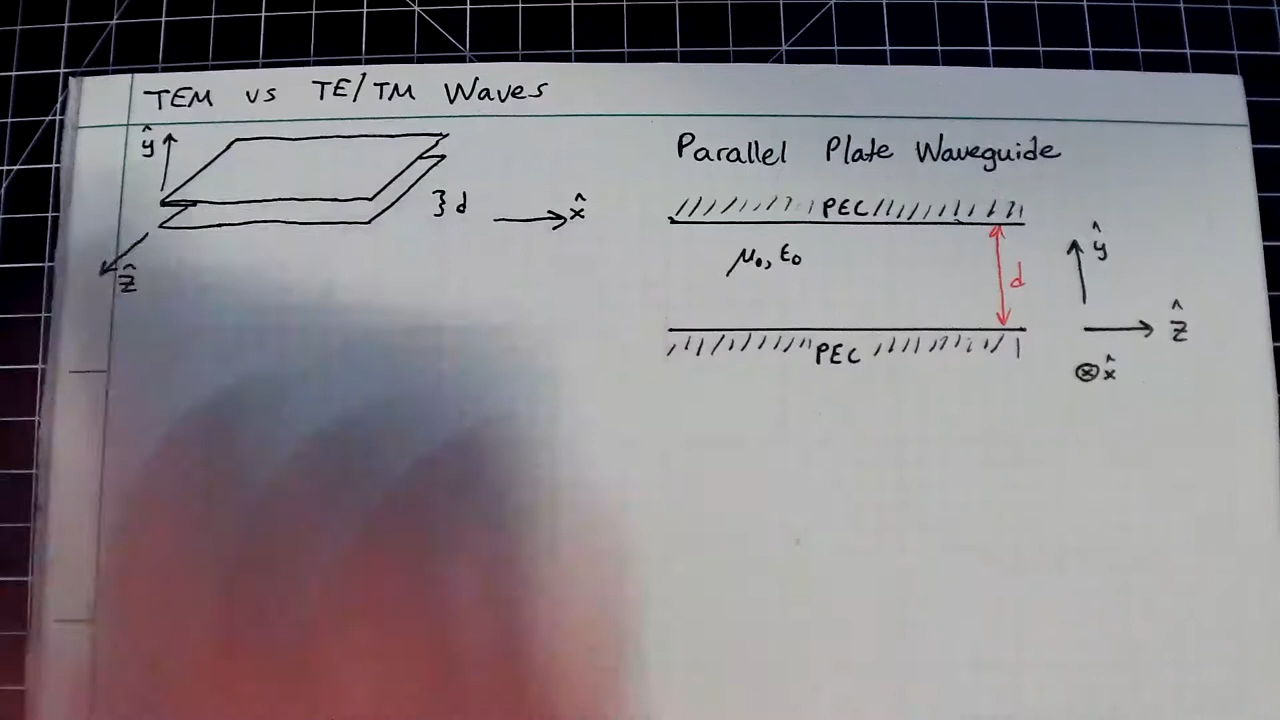 TEM vs TE/TM Waves
ŷ
} d
x̂
ẑ
Parallel Plate Waveguide
PEC
μ₀, ε₀
d
PEC
ŷ
ẑ
x̂